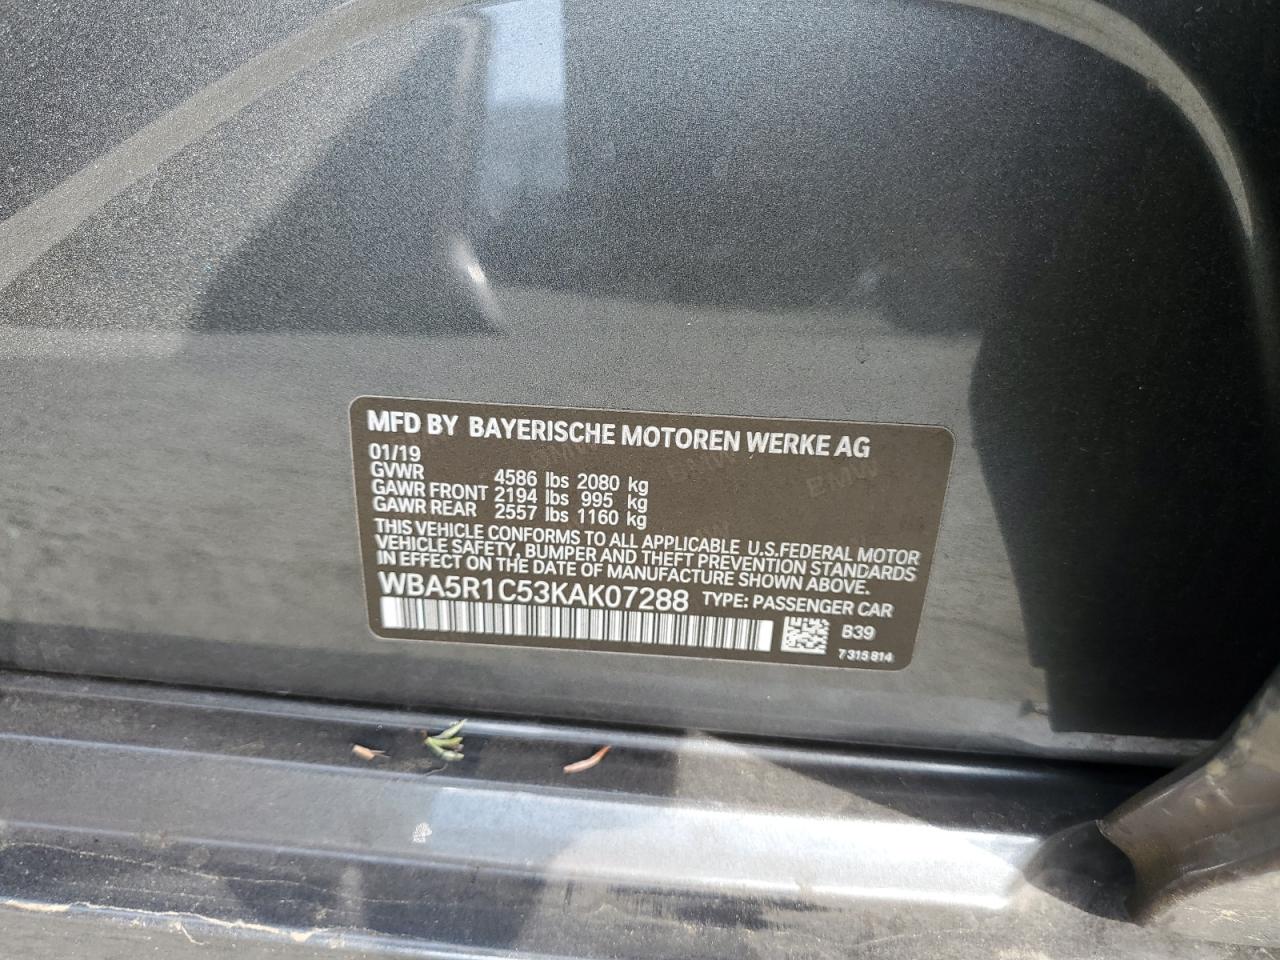 MFD BY BAYERISCHE MOTOREN WERKE AG
01/19
GVWR 4586 lbs 2080 kg
GAWR FRONT 2194 lbs 995 kg
GAWR REAR 2557 lbs 1160 kg
THIS VEHICLE CONFORMS TO ALL APPLICABLE U.S.FEDERAL MOTOR
VEHICLE SAFETY, BUMPER AND THEFT PREVENTION STANDARDS
IN EFFECT ON THE DATE OF MANUFACTURE SHOWN ABOVE.
WBA5R1C53KAK07288 TYPE: PASSENGER CAR
B39
7 315 814